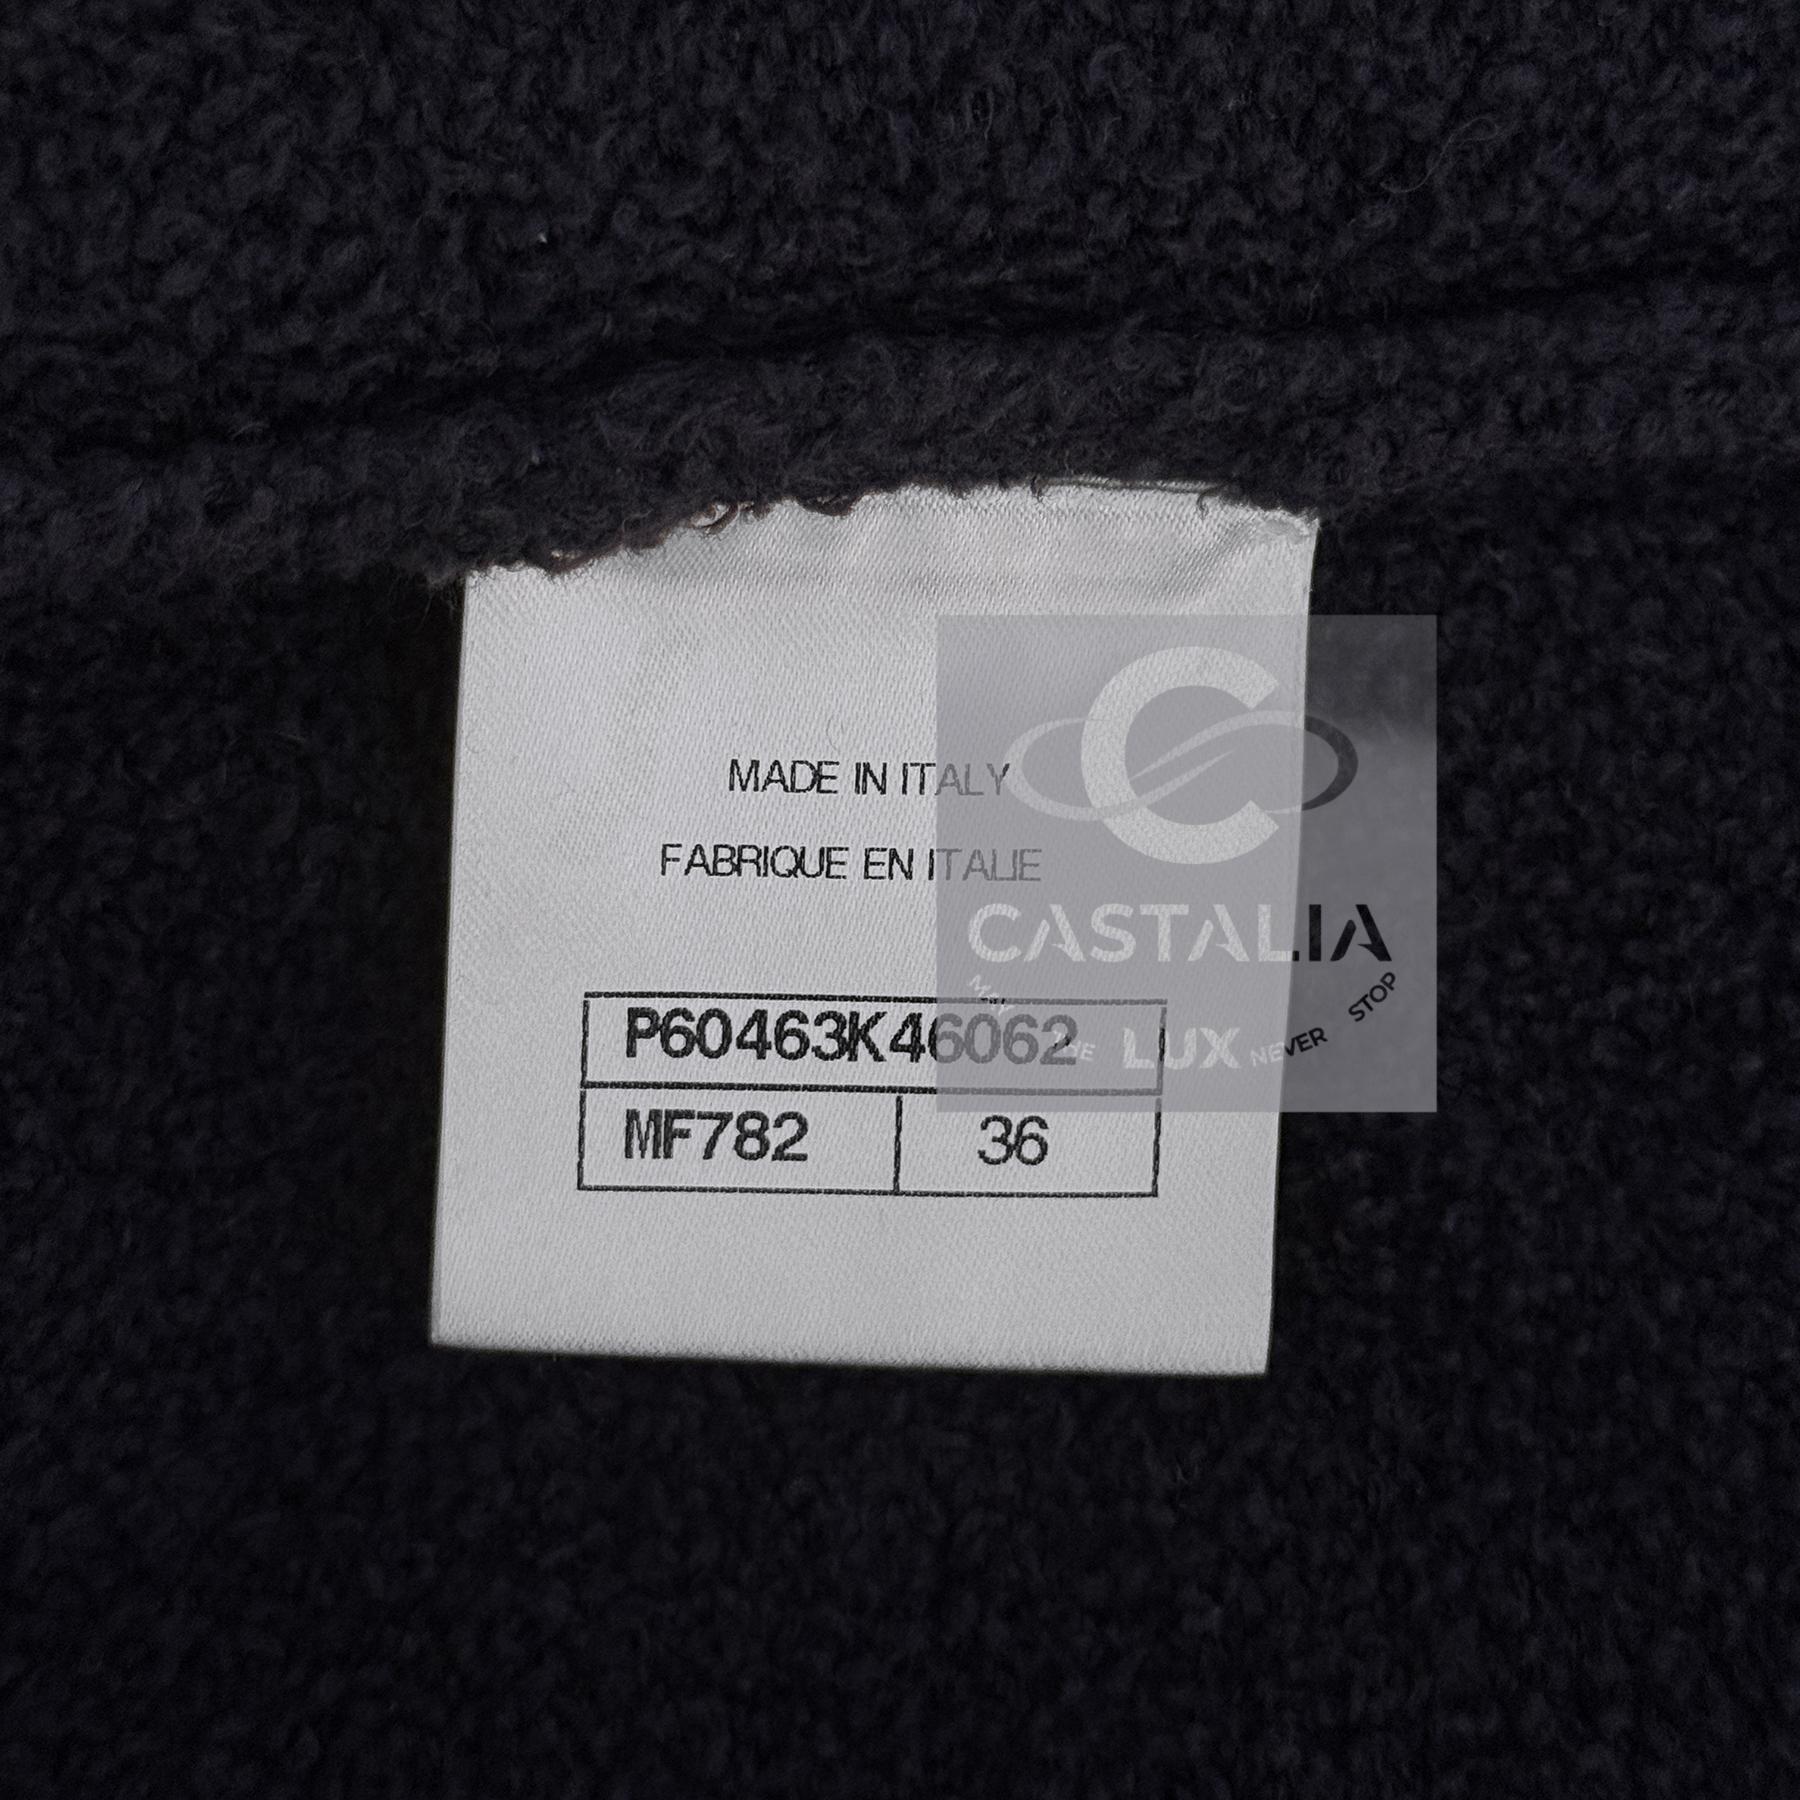 MADE IN ITALY
FABRIQUE EN ITALIE
P60463K46062
MF782 36
C
CASTALIA
LUX NEVER STOP